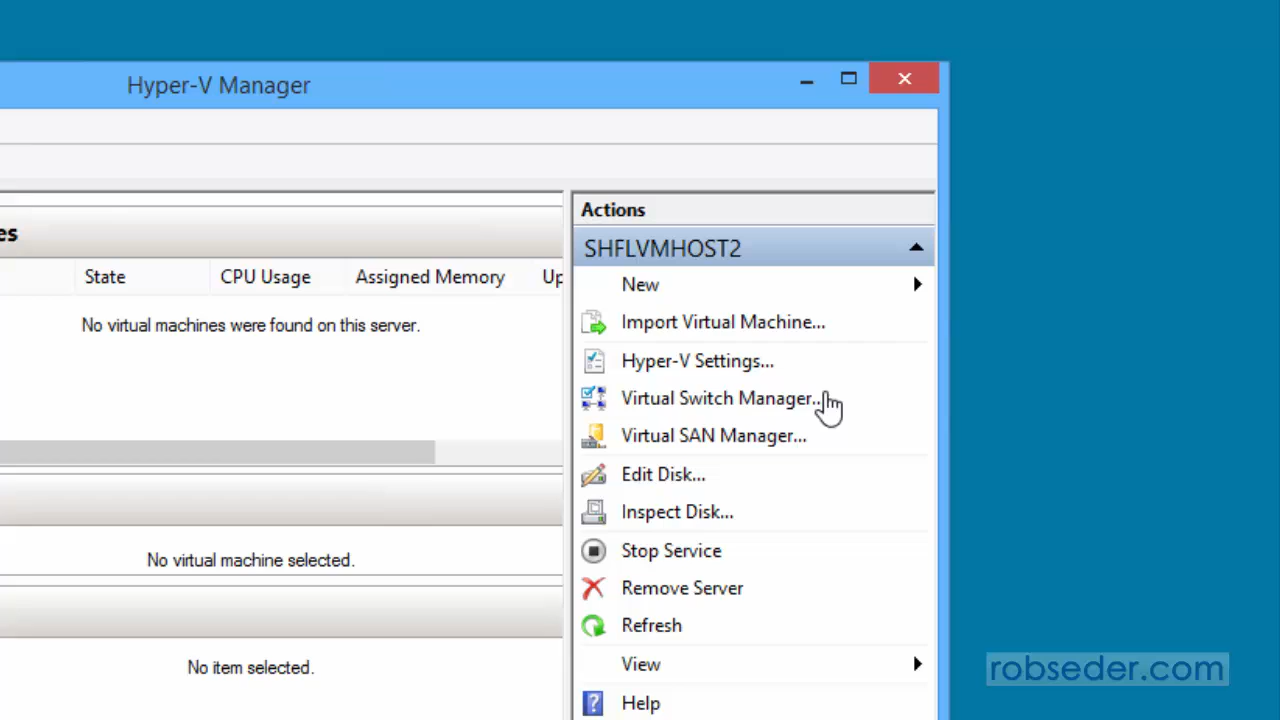 Hyper-V Manager
Actions
es
SHFLVMHOST2
State CPU Usage Assigned Memory Up
New
No virtual machines were found on this server.
Import Virtual Machine...
Hyper-V Settings...
Virtual Switch Manager...
Virtual SAN Manager...
Edit Disk...
Inspect Disk...
Stop Service
No virtual machine selected.
Remove Server
Refresh
View
No item selected.
Help
robseder.com